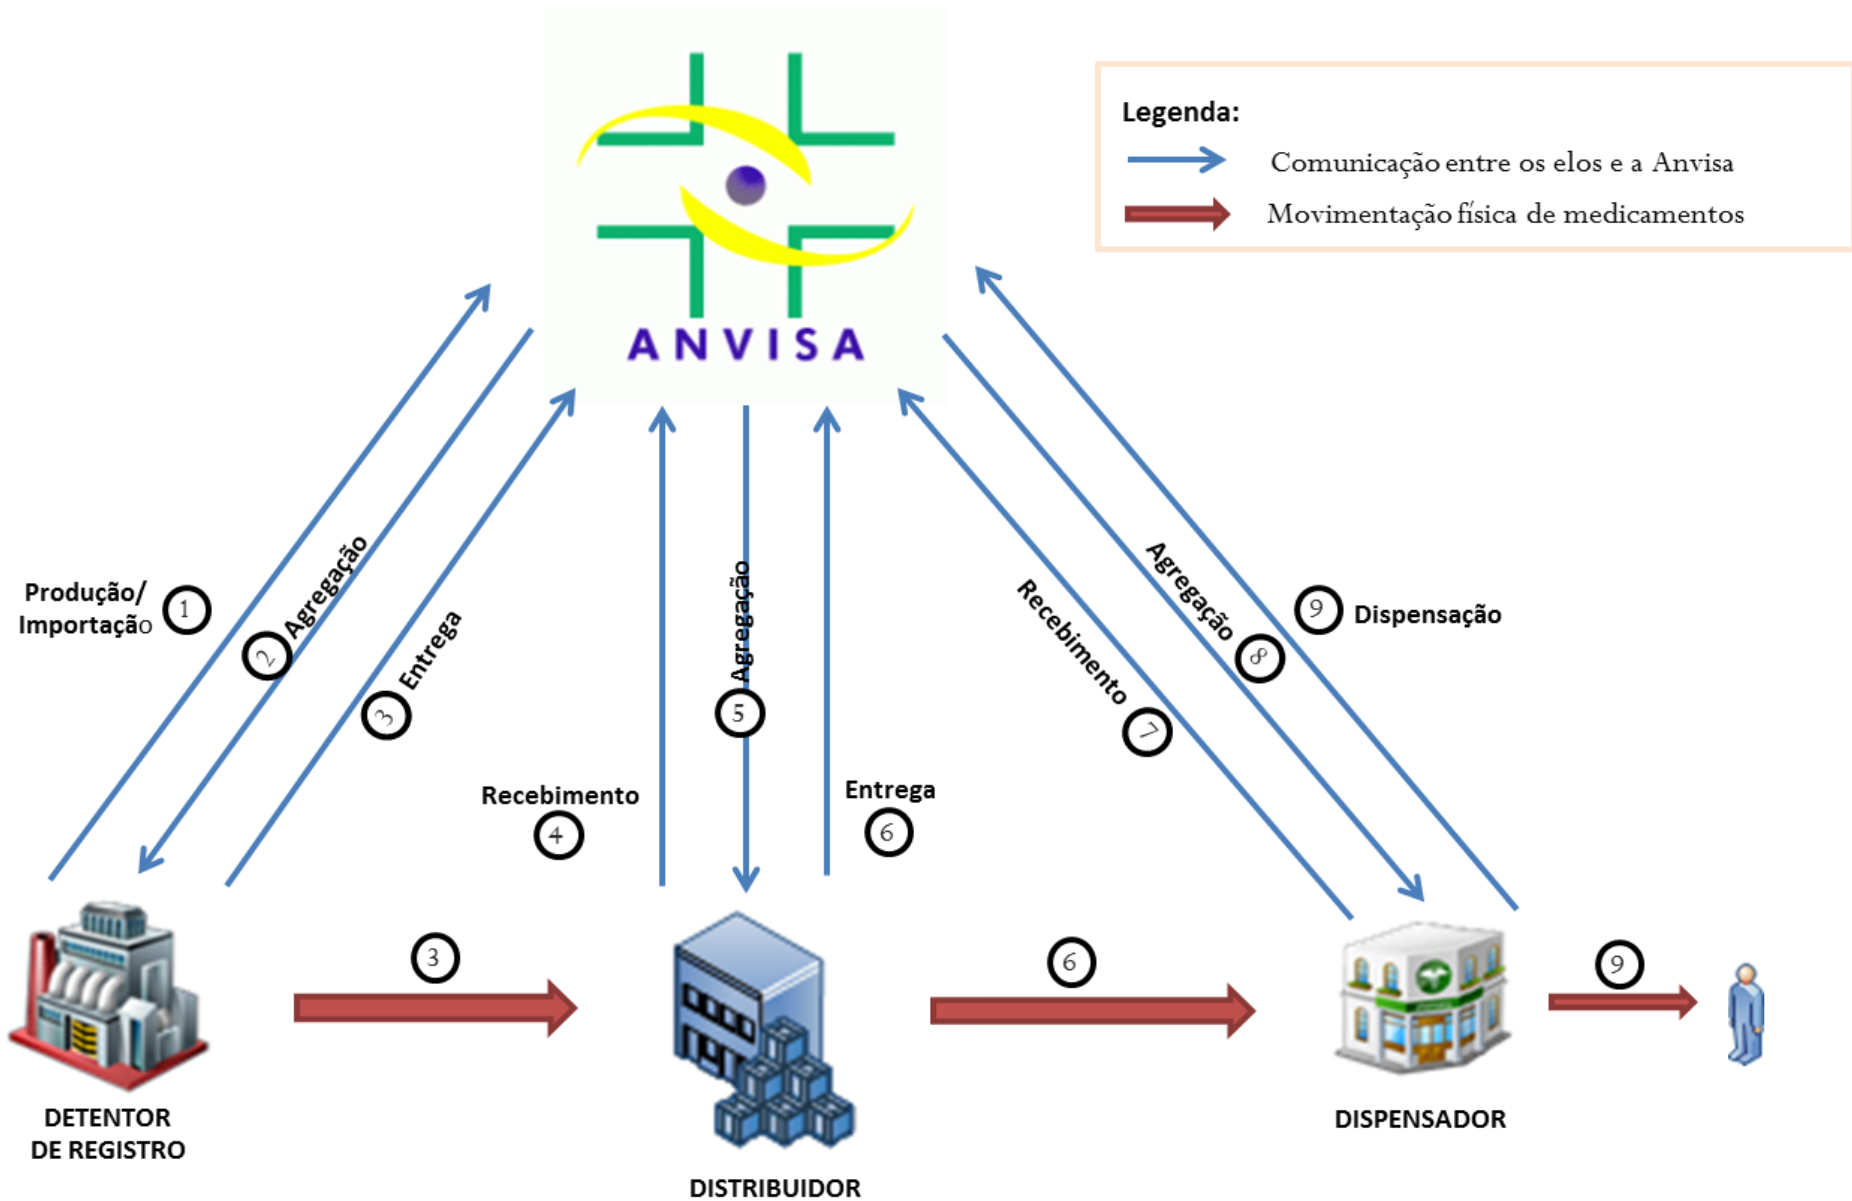 ANVISA
Legenda:
Comunicação entre os elos e a Anvisa
Movimentação física de medicamentos
Produção/
Importação
1
2
Agregação
3
Entrega
Recebimento
4
Agregação
5
Entrega
6
Recebimento
7
Agregação
8
9
Dispensação
3
6
9
DETENTOR
DE REGISTRO
DISTRIBUIDOR
DISPENSADOR